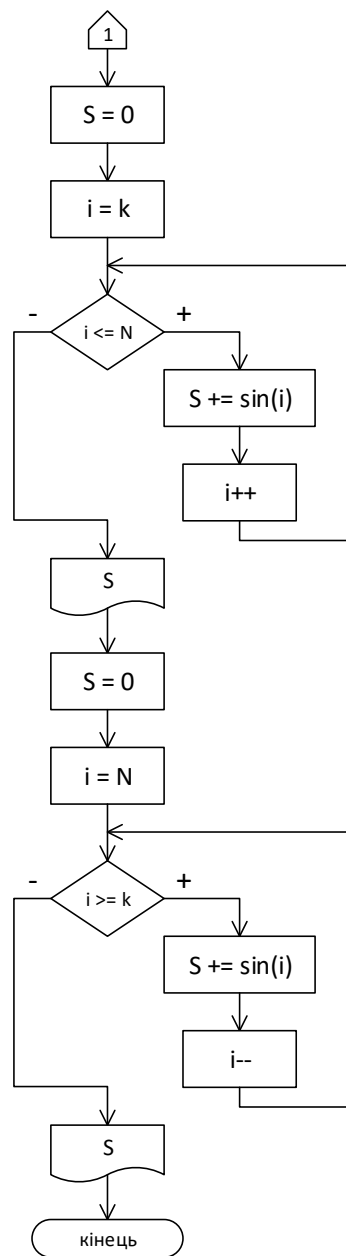 1
S = 0
i = k
i <= N
-
+
S += sin(i)
i++
S
S = 0
i = N
i >= k
-
+
S += sin(i)
i--
S
кінець